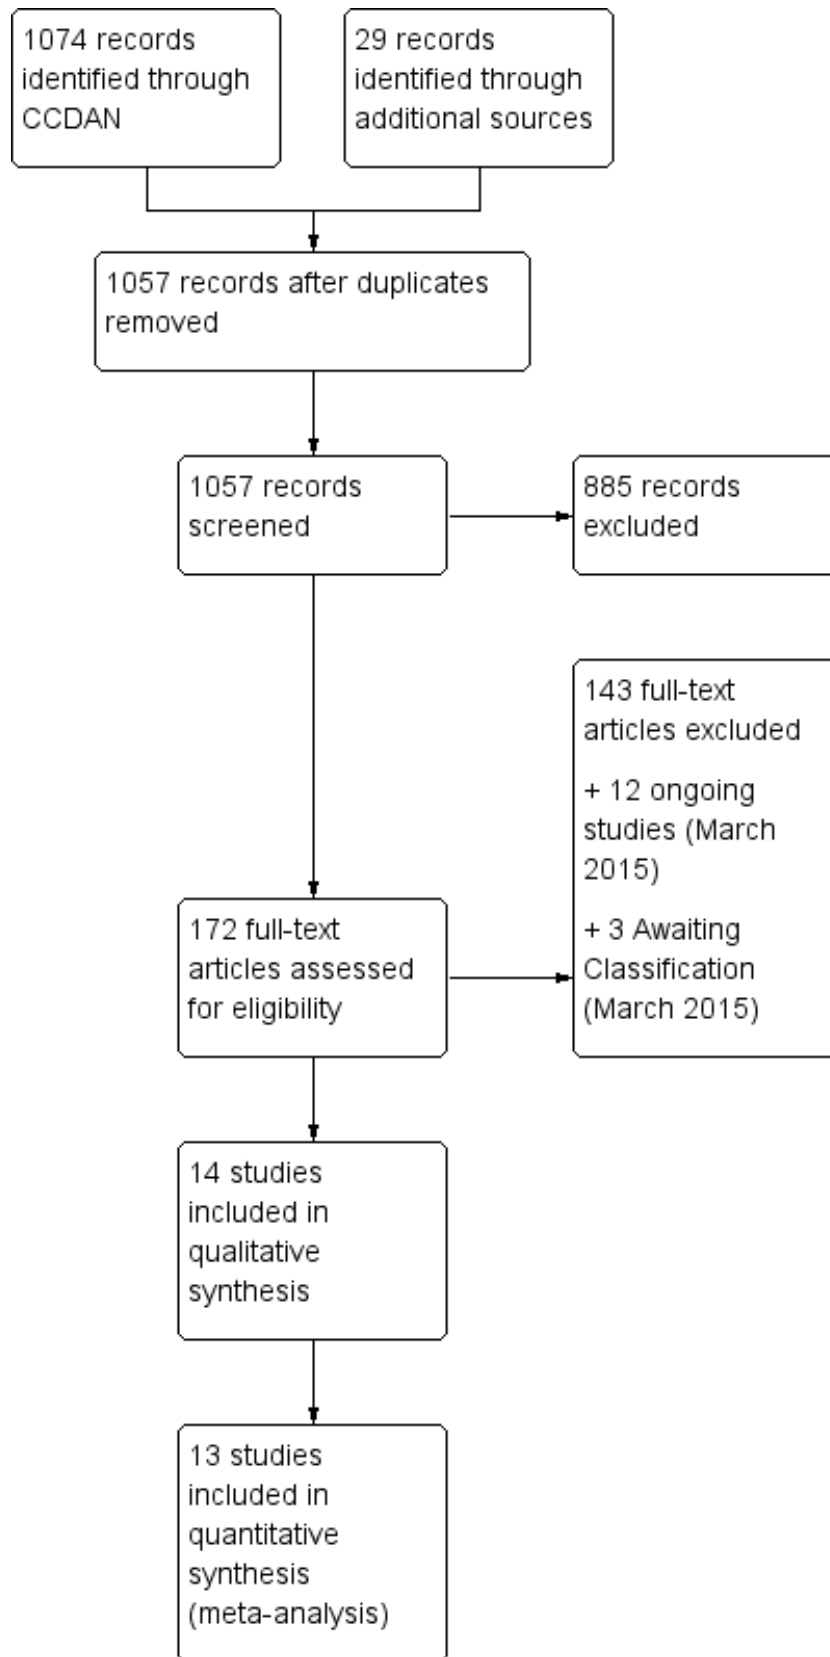 1074 records
identified through
CCDAN
29 records
identified through
additional sources
1057 records after duplicates
removed
1057 records
screened
885 records
excluded
143 full-text
articles excluded
+ 12 ongoing
studies (March
2015)
+ 3 Awaiting
Classification
(March 2015)
172 full-text
articles assessed
for eligibility
14 studies
included in
qualitative
synthesis
13 studies
included in
quantitative
synthesis
(meta-analysis)